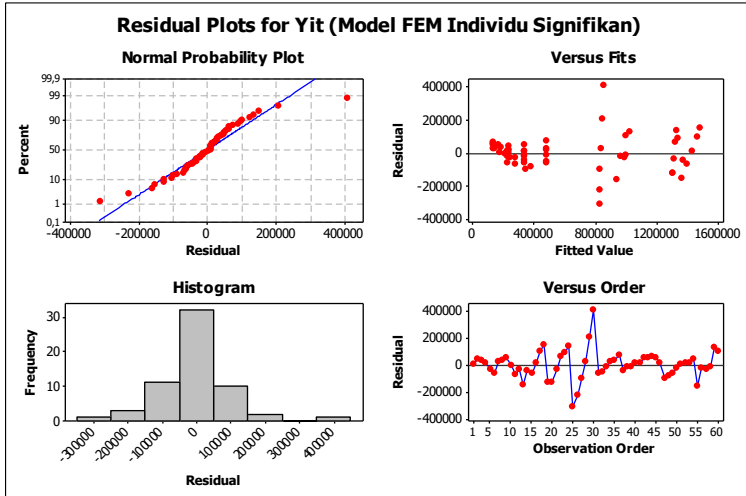 Residual Plots for Yit (Model FEM Individu Signifikan)
Normal Probability Plot
99,9
99
90
50
10
1
0,1
Percent
-400000 -200000 0 200000 400000
Residual
Versus Fits
400000
200000
0
-200000
-400000
Residual
0 400000 800000 1200000 1600000
Fitted Value
Histogram
30
20
10
0
Frequency
-300000 -200000 -100000 0 100000 200000 300000 400000
Residual
Versus Order
400000
200000
0
-200000
-400000
Residual
1 5 10 15 20 25 30 35 40 45 50 55 60
Observation Order